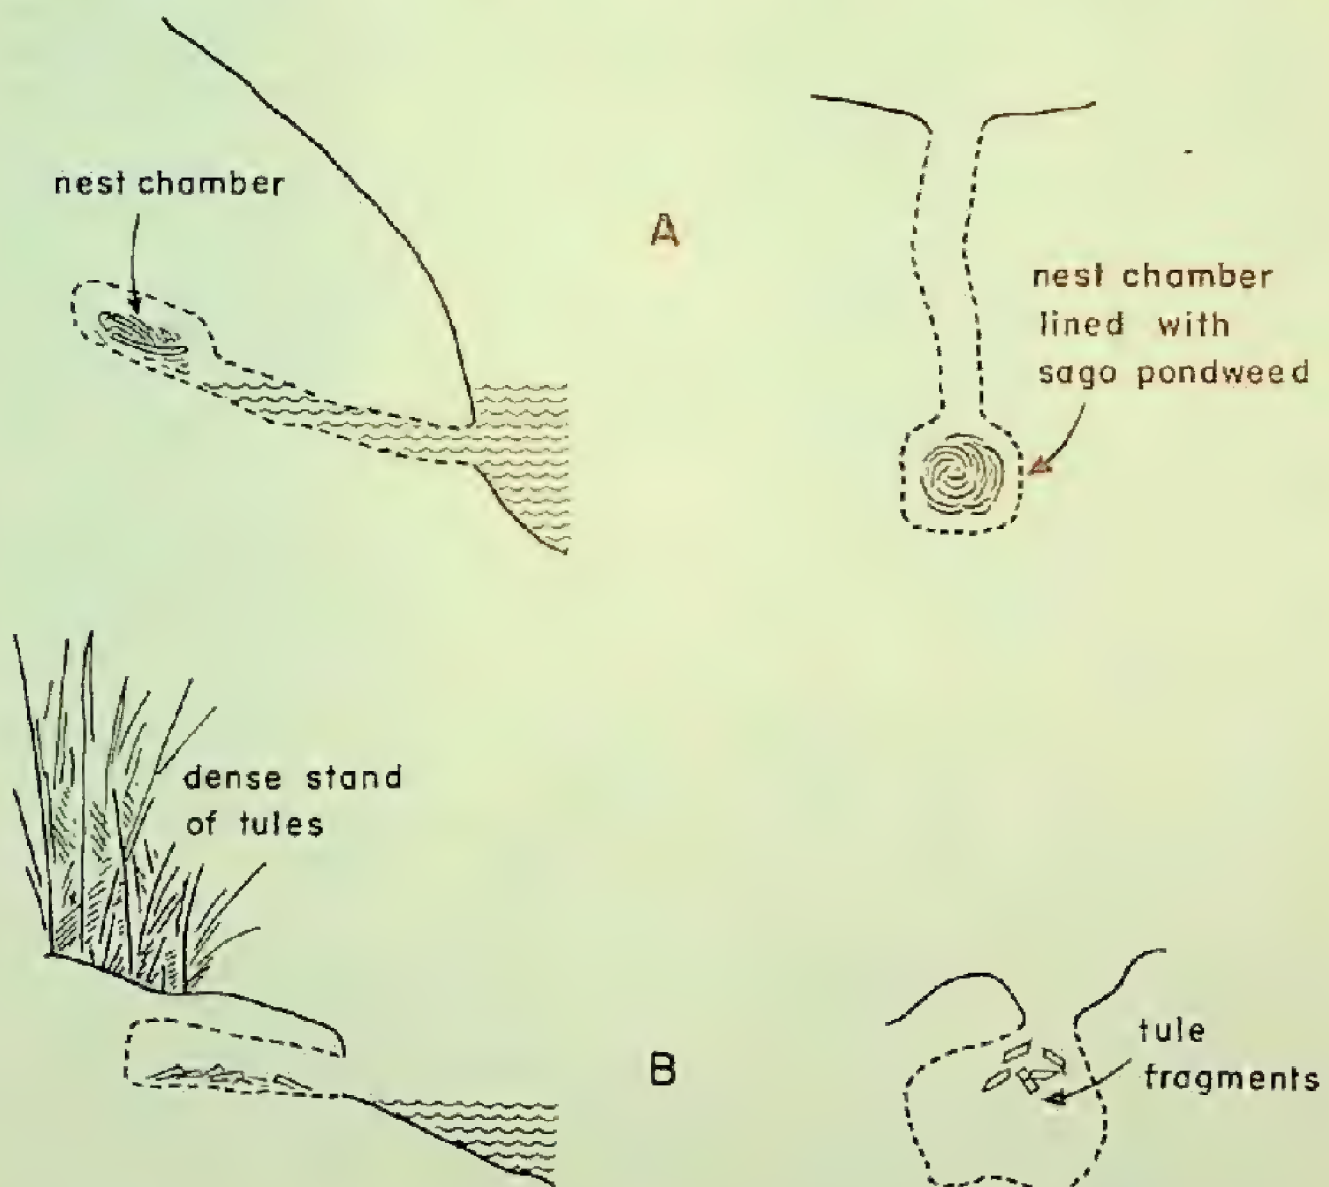 nest chamber
A
nest chamber
lined with
sago pondweed
dense stand
of tules
B
tule
fragments